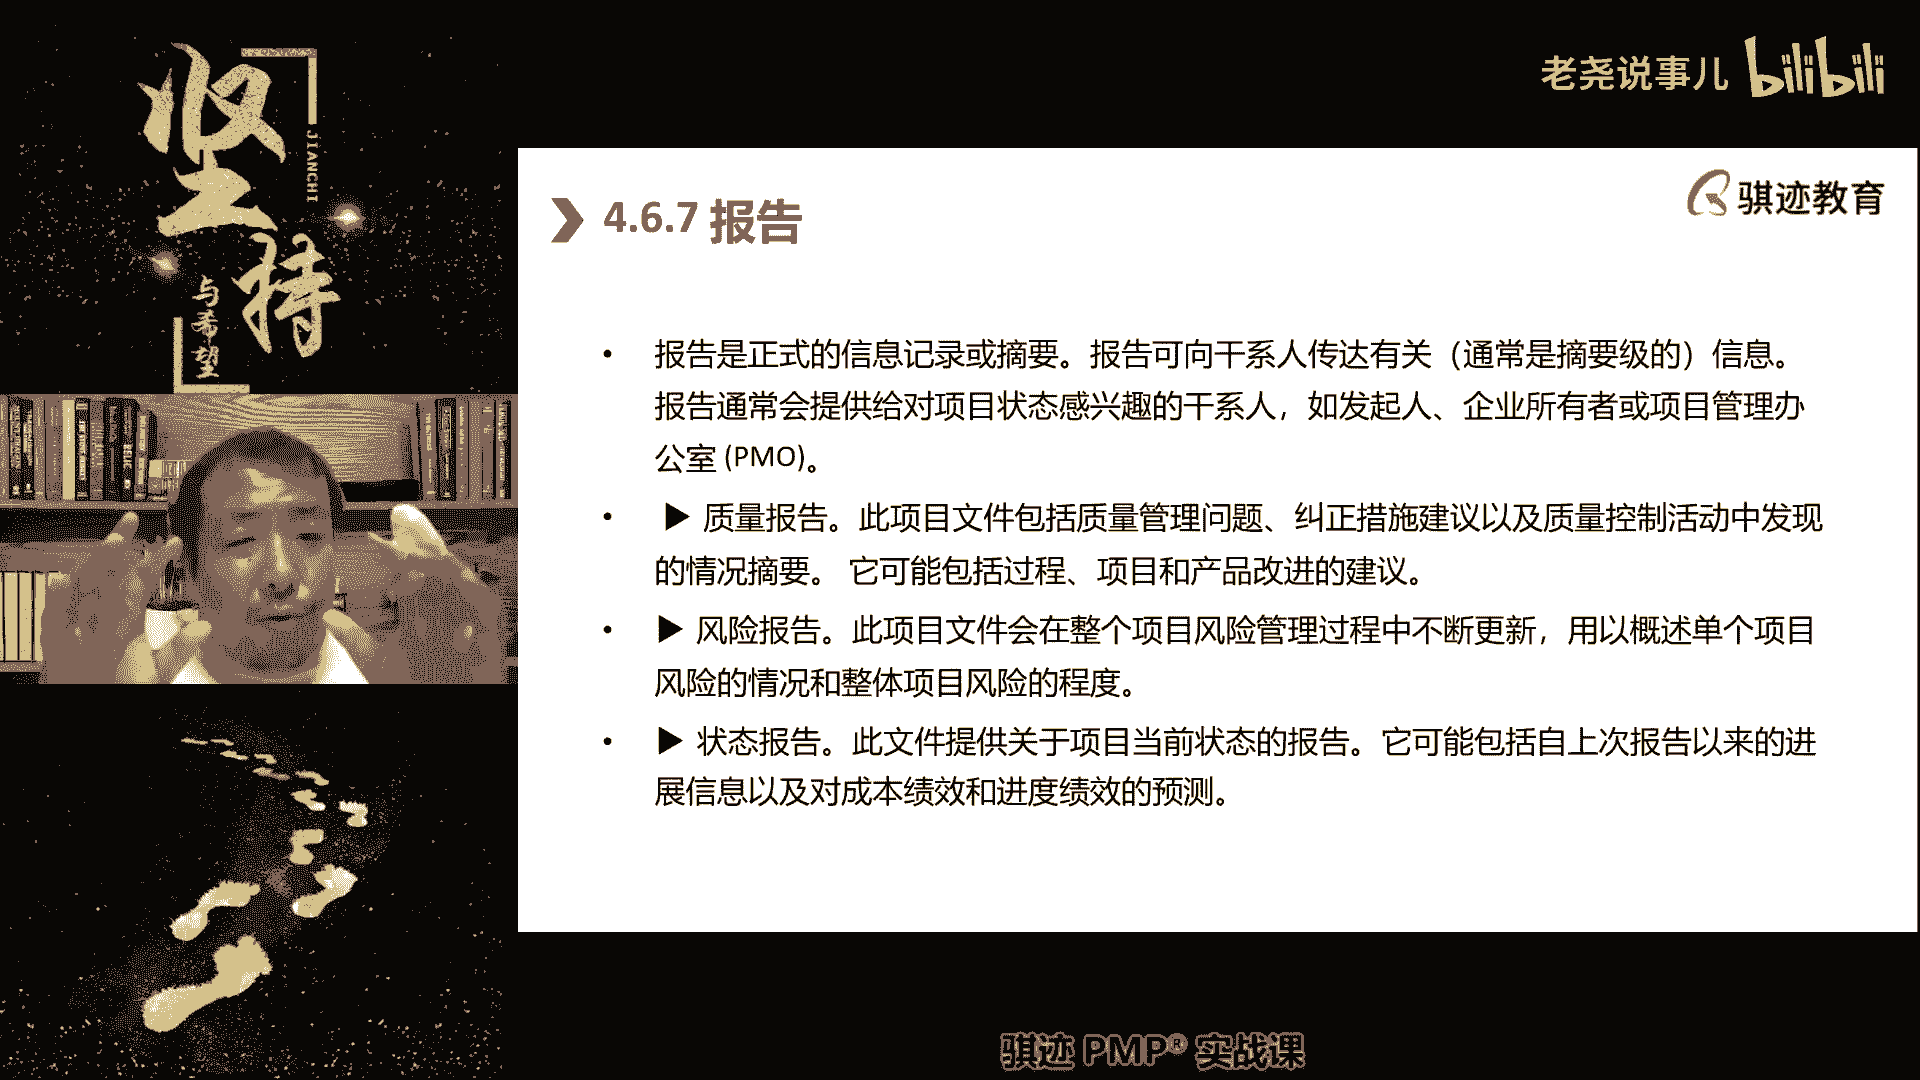 坚持
JIANCHI
与希望
老尧说事儿 bilibili
骐迹教育
4.6.7 报告
• 报告是正式的信息记录或摘要。报告可向干系人传达有关（通常是摘要级的）信息。
报告通常会提供给对项目状态感兴趣的干系人，如发起人、企业所有者或项目管理办
公室 (PMO)。
• ▶ 质量报告。此项目文件包括质量管理问题、纠正措施建议以及质量控制活动中发现
的情况摘要。 它可能包括过程、项目和产品改进的建议。
• ▶ 风险报告。此项目文件会在整个项目风险管理过程中不断更新，用以概述单个项目
风险的情况和整体项目风险的程度。
• ▶ 状态报告。此文件提供关于项目当前状态的报告。它可能包括自上次报告以来的进
展信息以及对成本绩效和进度绩效的预测。
骐迹 PMP® 实战课